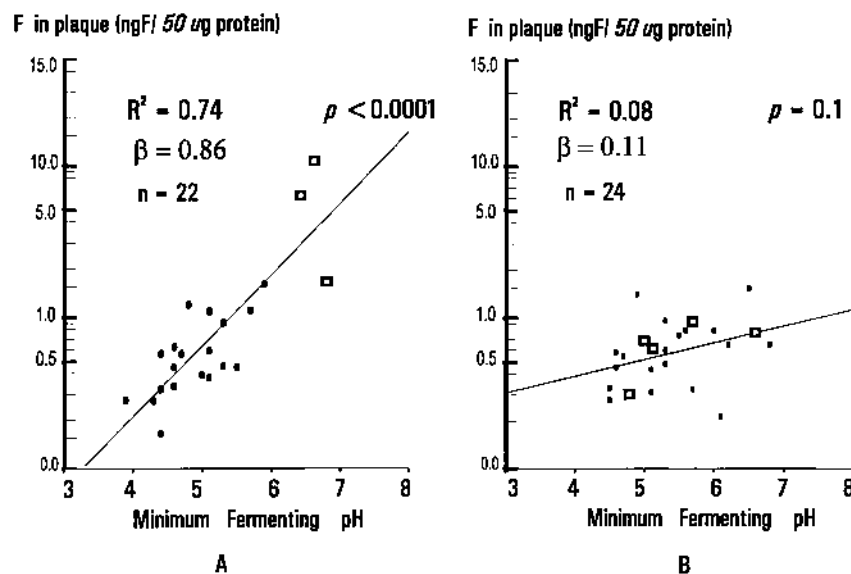 F in plaque (ngF/ 50 ug protein)
15.0
10.0
5.0
1.0
0.5
0.0
R² = 0.74
p < 0.0001
β = 0.86
n = 22
3 4 5 6 7 8
Minimum Fermenting pH
A
F in plaque (ngF/ 50 ug protein)
15.0
10.0
5.0
1.0
0.5
0.0
R² = 0.08
p = 0.1
β = 0.11
n = 24
3 4 5 6 7 8
Minimum Fermenting pH
B